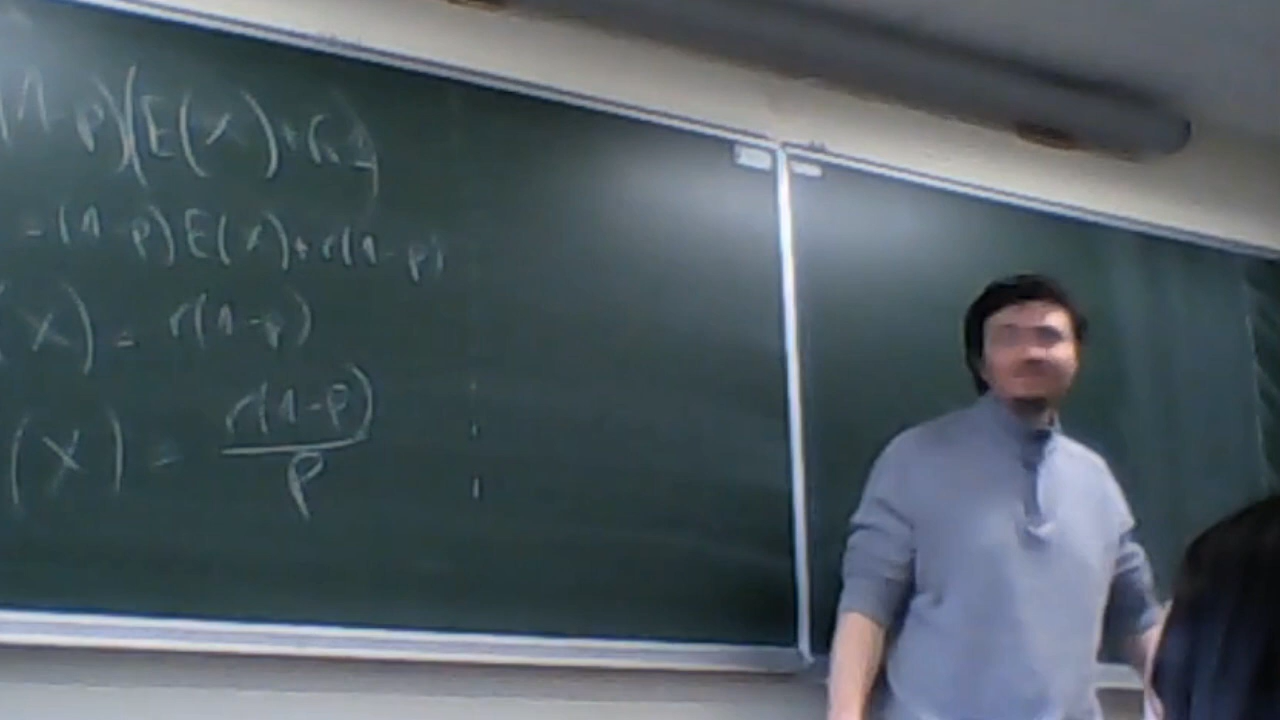 (1-p)(E(X)+r)
=(1-p)E(X)+r(1-p)
(X) = r(1-p)
(X) = r(1-p)/p